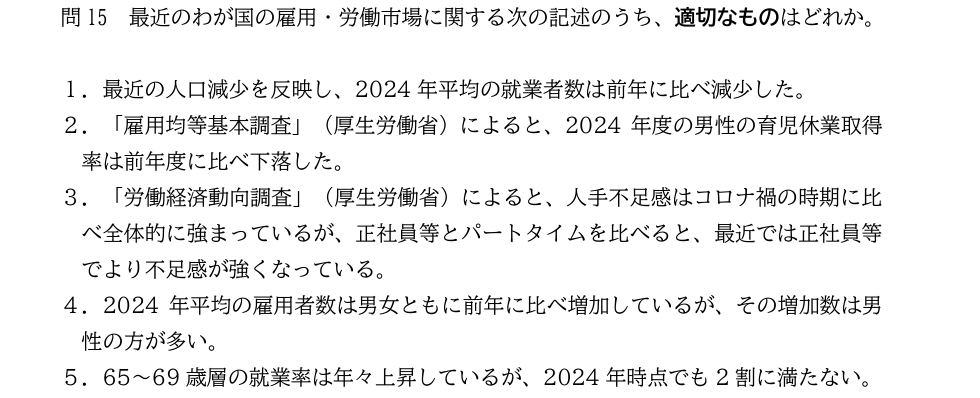 問 15　最近のわが国の雇用・労働市場に関する次の記述のうち、適切なものはどれか。
１．最近の人口減少を反映し、2024 年平均の就業者数は前年に比べ減少した。
２．「雇用均等基本調査」（厚生労働省）によると、2024 年度の男性の育児休業取得
率は前年度に比べ下落した。
３．「労働経済動向調査」（厚生労働省）によると、人手不足感はコロナ禍の時期に比
べ全体的に強まっているが、正社員等とパートタイムを比べると、最近では正社員等
でより不足感が強くなっている。
４．2024 年平均の雇用者数は男女ともに前年に比べ増加しているが、その増加数は男
性の方が多い。
５．65～69 歳層の就業率は年々上昇しているが、2024 年時点でも 2 割に満たない。